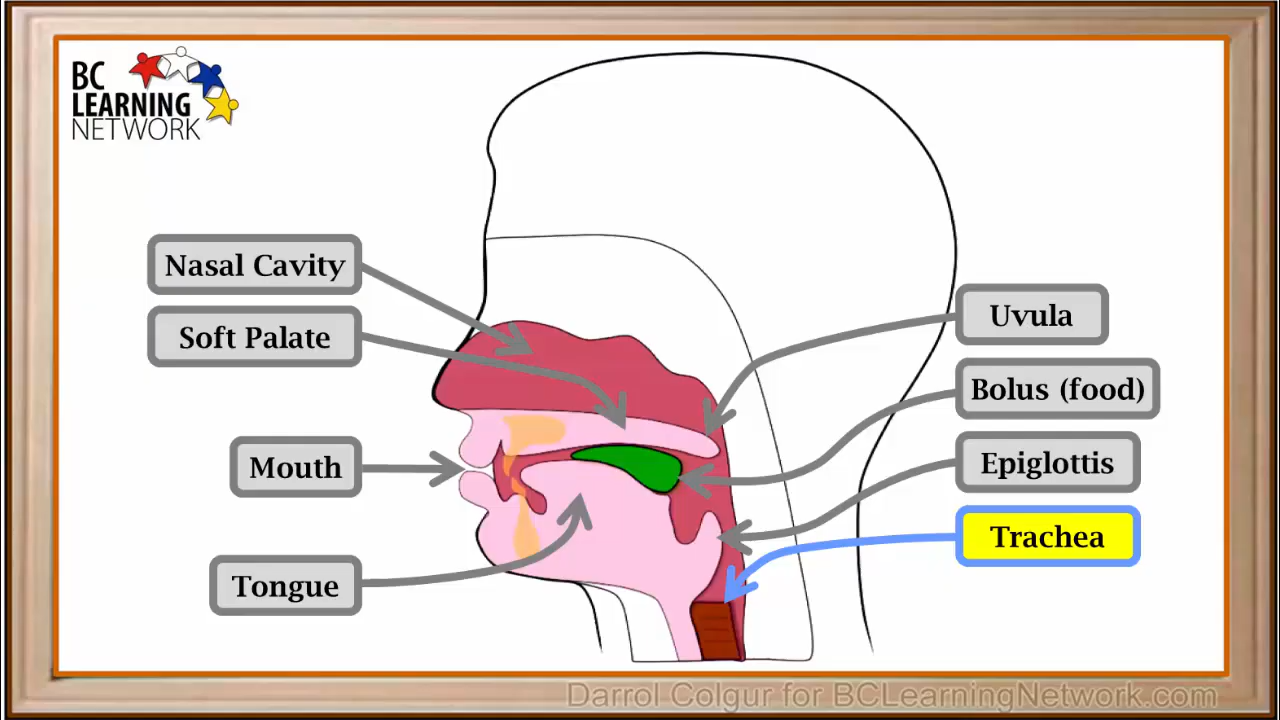 BC
LEARNING
NETWORK
Nasal Cavity
Soft Palate
Mouth
Tongue
Uvula
Bolus (food)
Epiglottis
Trachea
Darrol Colgur for BCLearningNetwork.com